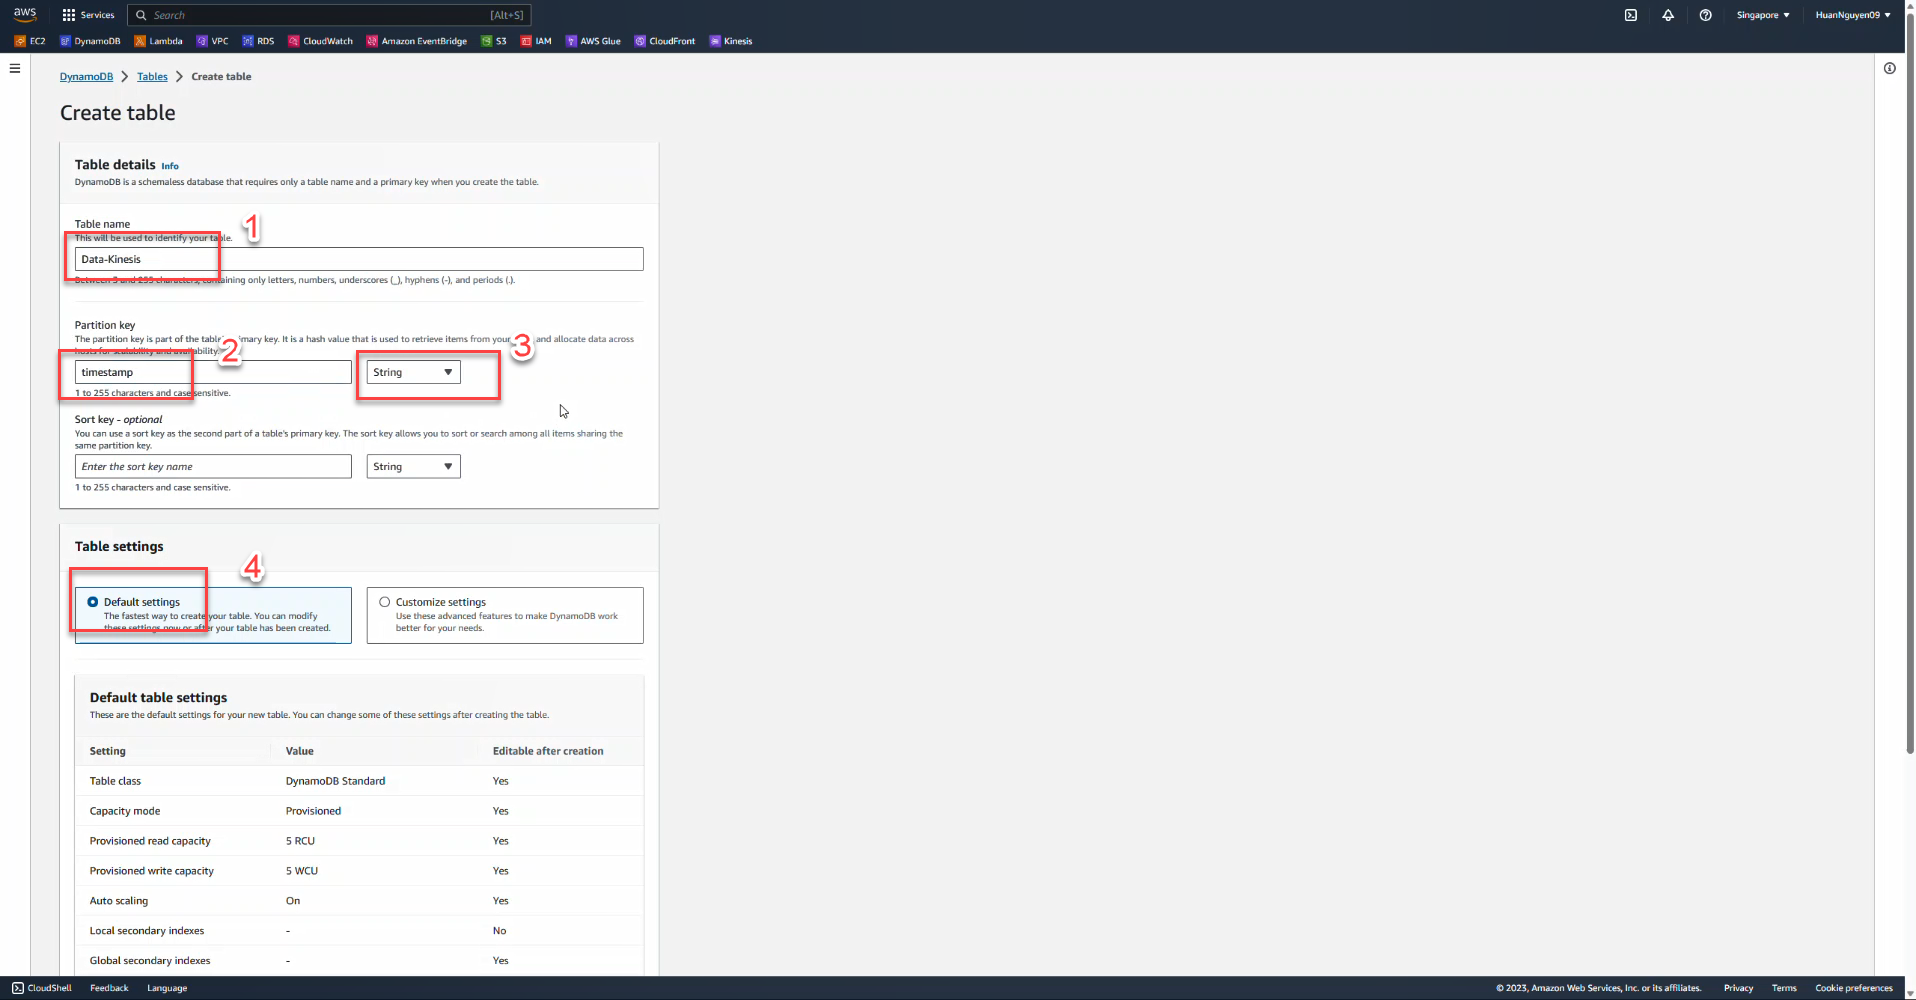 aws Services Search [Alt+S] Singapore HuanNguyen09
EC2 DynamoDB Lambda VPC RDS CloudWatch Amazon EventBridge S3 IAM AWS Glue CloudFront Kinesis
DynamoDB Tables Create table
Create table
Table details Info
DynamoDB is a schemaless database that requires only a table name and a primary key when you create the table.
Table name
1
This will be used to identify your table.
Data-Kinesis
Between 3 and 255 characters, containing only letters, numbers, underscores (_), hyphens (-), and periods (.).
Partition key
The partition key is part of the table's primary key. It is a hash value that is used to retrieve items from your and allocate data across
hosts for scalability and availability.
2
3
timestamp String
1 to 255 characters and case sensitive.
Sort key - optional
You can use a sort key as the second part of a table's primary key. The sort key allows you to sort or search among all items sharing the
same partition key.
Enter the sort key name String
1 to 255 characters and case sensitive.
Table settings
4
Default settings
The fastest way to create your table. You can modify
these settings now or after your table has been created.
Customize settings
Use these advanced features to make DynamoDB work
better for your needs.
Default table settings
These are the default settings for your new table. You can change some of these settings after creating the table.
Setting Value Editable after creation
Table class DynamoDB Standard Yes
Capacity mode Provisioned Yes
Provisioned read capacity 5 RCU Yes
Provisioned write capacity 5 WCU Yes
Auto scaling On Yes
Local secondary indexes - No
Global secondary indexes - Yes
CloudShell Feedback Language © 2023, Amazon Web Services, Inc. or its affiliates. Privacy Terms Cookie preferences